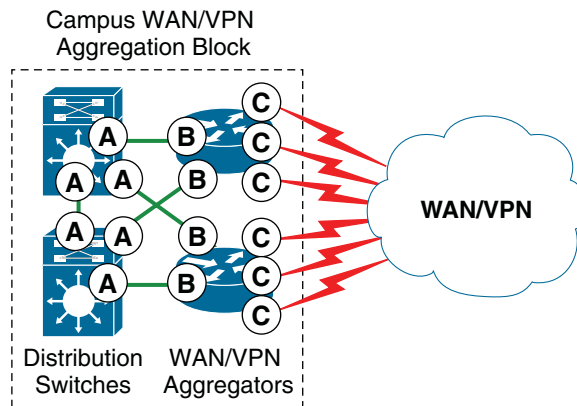 Campus WAN/VPN
Aggregation Block
C
A B
C
A A B C
WAN/VPN
A A B C
C
A B
C
Distribution
Switches
WAN/VPN
Aggregators